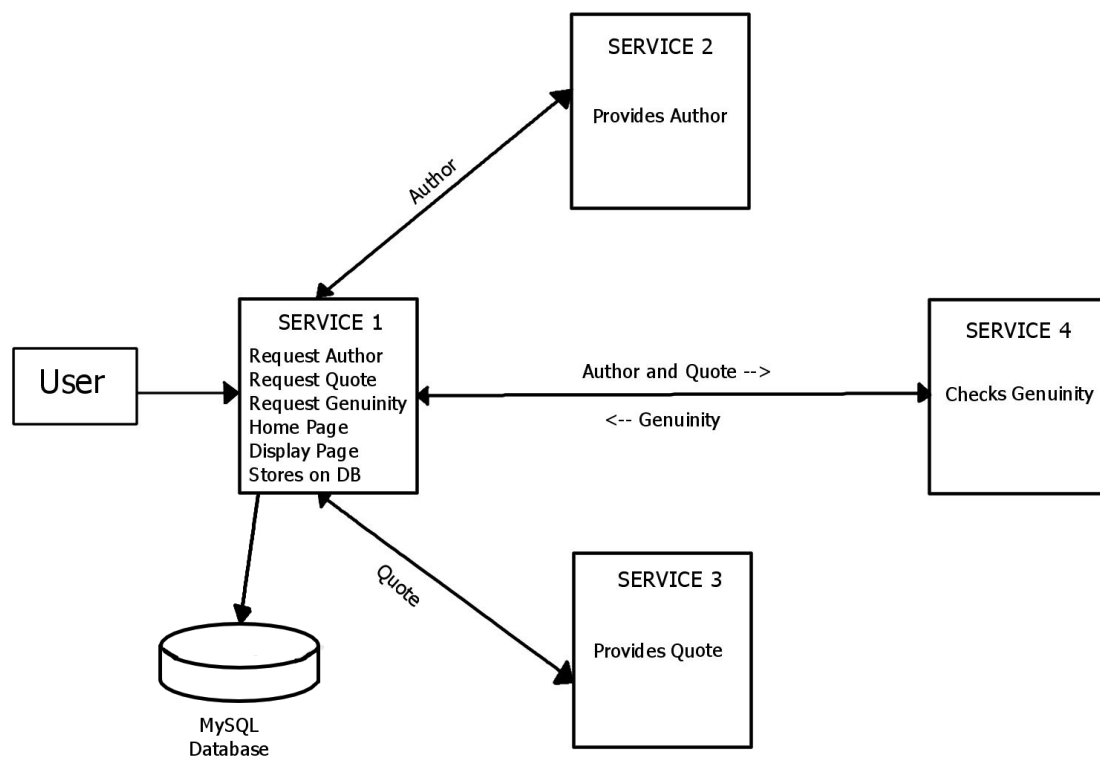 SERVICE 2
Provides Author
Author
SERVICE 1
Request Author
Request Quote
Request Genuinity
Home Page
Display Page
Stores on DB
User
Author and Quote -->
<-- Genuinity
SERVICE 4
Checks Genuinity
Quote
SERVICE 3
Provides Quote
MySQL
Database